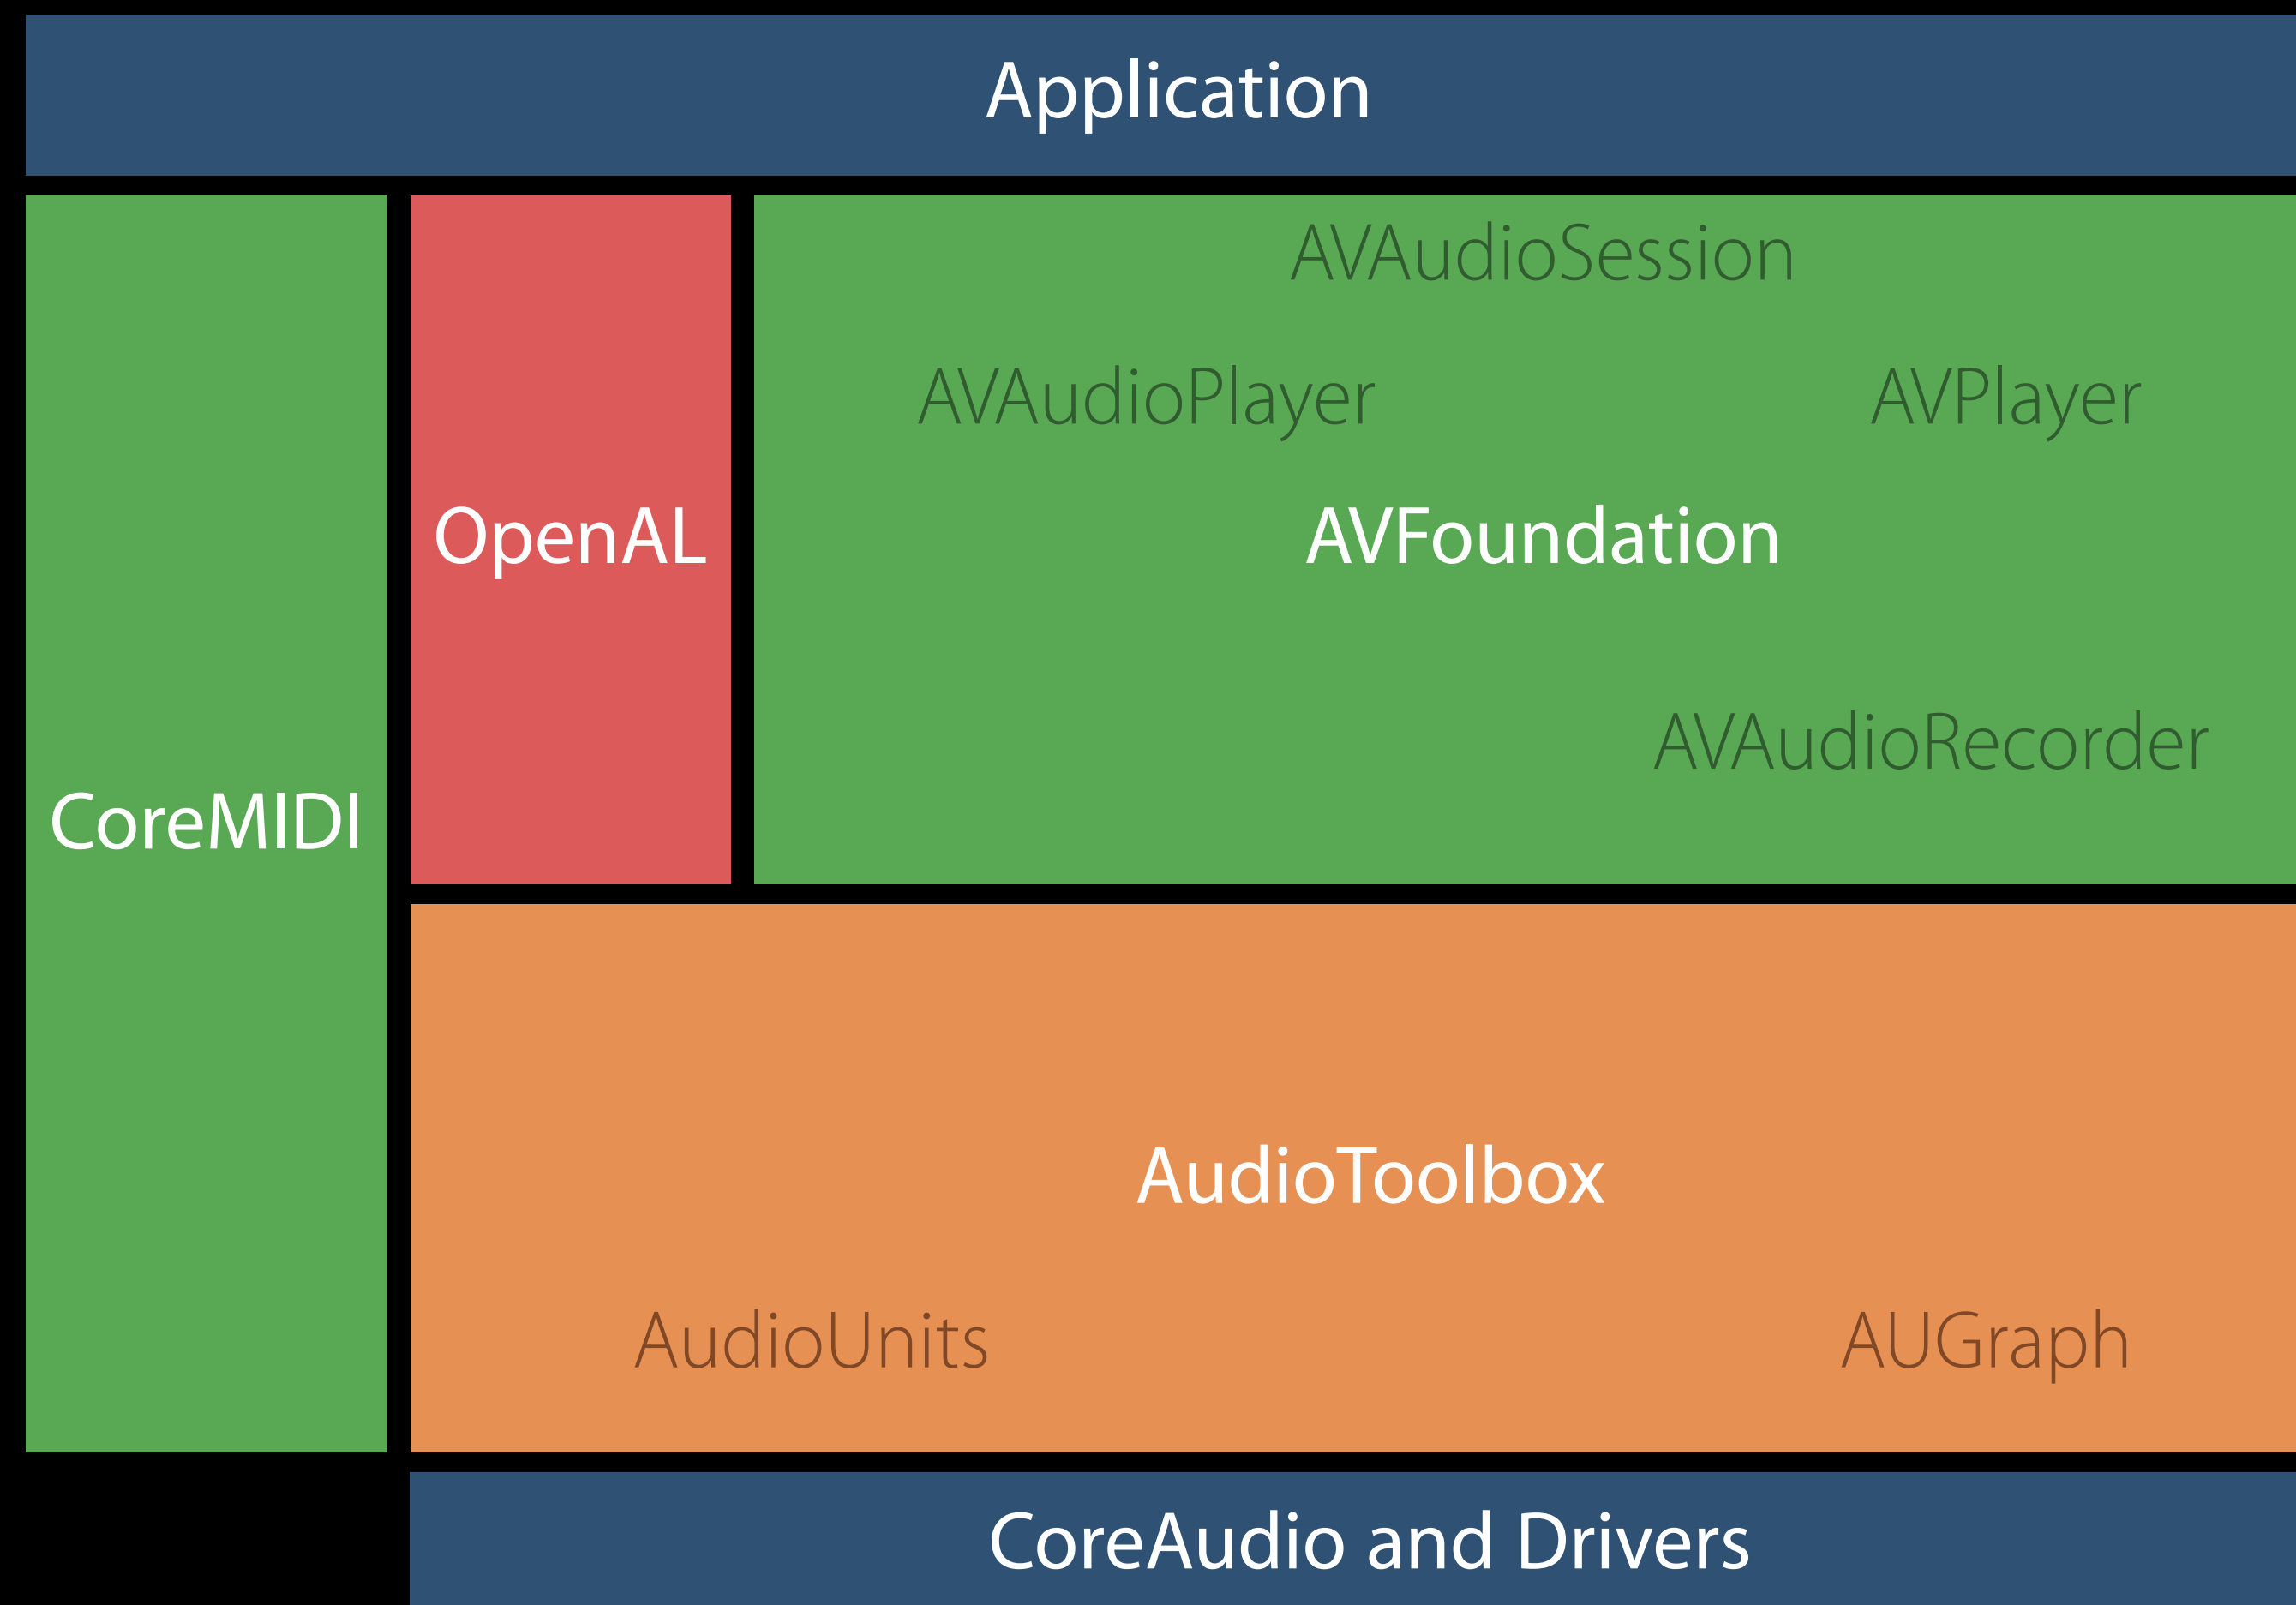 Application
AVAudioSession
AVAudioPlayer
AVPlayer
OpenAL
AVFoundation
AVAudioRecorder
CoreMIDI
AudioToolbox
AudioUnits
AUGraph
CoreAudio and Drivers